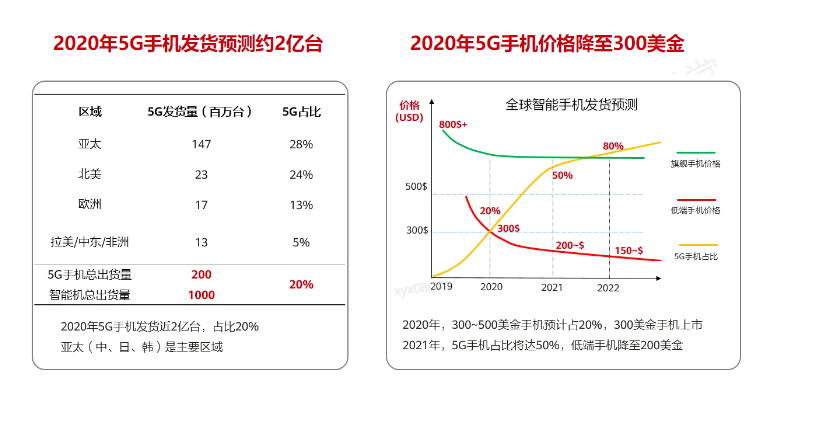 2020年5G手机发货预测约2亿台
区域 5G发货量（百万台） 5G占比
亚太 147 28%
北美 23 24%
欧洲 17 13%
拉美/中东/非洲 13 5%
5G手机总出货量 200
20%
智能机总出货量 1000
2020年5G手机发货近2亿台，占比20%
亚太（中、日、韩）是主要区域
2020年5G手机价格降至300美金
价格
(USD)
全球智能手机发货预测
800$+
80%
旗舰手机价格
50%
500$
20%
低端手机价格
300$
300$
200~$
150~$
5G手机占比
2019 2020 2021 2022
2020年，300~500美金手机预计占20%，300美金手机上市
2021年，5G手机占比将达50%，低端手机降至200美金